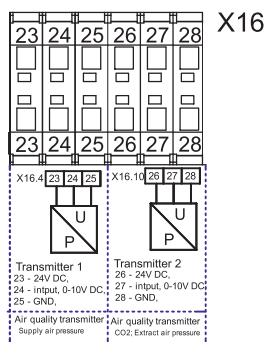 X16
23 24 25 26 27 28
23 24 25 26 27 28
X16.4 23 24 25
X16.10 26 27 28
U
P
U
P
Transmitter 1
23 - 24V DC,
24 - intput, 0-10V DC
25 - GND,
Transmitter 2
26 - 24V DC,
27 - intput, 0-10V DC
28 - GND,
Air quality transmitter
Supply air pressure
Air quality transmitter
CO2; Extract air pressure